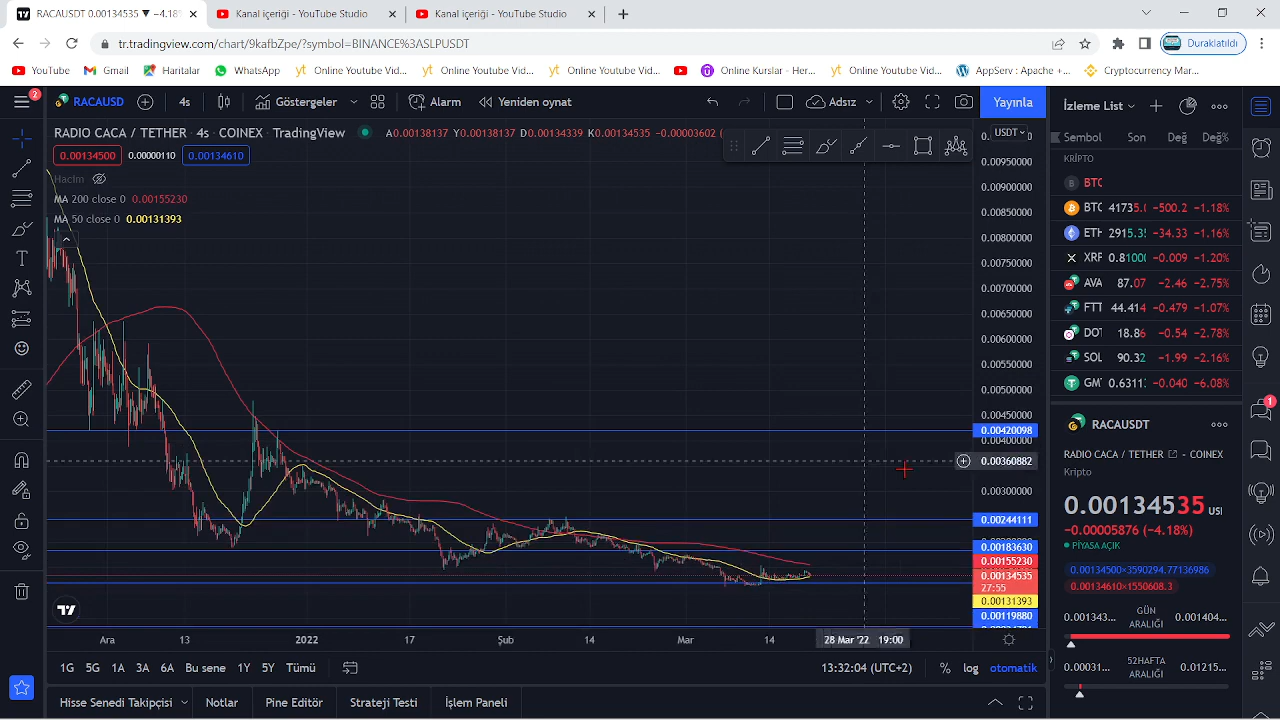 RACAUSDT 0.00134535 ▼ −4.18%
Kanal içeriği - YouTube Studio
Kanal içeriği - YouTube Studio
tr.tradingview.com/chart/9kafbZpe/?symbol=BINANCE%3ASLPUSDT
Duraklatıldı
YouTube
Gmail
Haritalar
WhatsApp
Online Youtube Vid...
Online Youtube Vid...
Online Youtube Vid...
Online Kurslar - Her...
Online Youtube Vid...
AppServ : Apache +...
Cryptocurrency Mar...
2
RACAUSD
4s
Göstergeler
Alarm
Yeniden oynat
Adsız
Yayınla
İzleme List
RADIO CACA / TETHER · 4s · COINEX · TradingView
A0.00138137 Y0.00138137 D0.00134339 K0.00134535 −0.00003602
0.00134500
0.0000110
0.00134610
Hacim
MA 200 close 0 0.00155230
MA 50 close 0 0.00131393
USDT
0.00950000
0.00900000
0.00850000
0.00800000
0.00750000
0.00700000
0.00650000
0.00600000
0.00550000
0.00500000
0.00450000
0.00420098
0.00400000
0.00360882
0.00300000
0.00244111
0.00183630
0.00155230
0.00134535
27:55
0.00131393
0.00119880
Ara
13
2022
17
Şub
14
Mar
14
28 Mar '22 19:00
1G
5G
1A
3A
6A
Bu sene
1Y
5Y
Tümü
13:32:04 (UTC+2)
%
log
otomatik
Hisse Senedi Takipçisi
Notlar
Pine Editör
Strateji Testi
İşlem Paneli
Sembol Son Değ Değ%
KRİPTO
BTC
BTC 41735.0 −500.2 −1.18%
ETH 2915.35 −34.33 −1.16%
XRF 0.81000 −0.009 −1.20%
AVA 87.07 −2.46 −2.75%
FTT 44.414 −0.479 −1.07%
DOT 18.86 −0.54 −2.78%
SOL 90.32 −1.99 −2.16%
GMT 0.6311 −0.040 −6.08%
RACAUSDT
RADIO CACA / TETHER - COINEX
Kripto
0.00134535 USD
−0.00005876 (−4.18%)
PİYASA AÇIK
0.00134500×3590294.77136986
0.00134610×1550608.3
0.001343... GÜN ARALIĞI 0.001404...
0.00031... 52HAFTA ARALIĞI 0.01215...
1